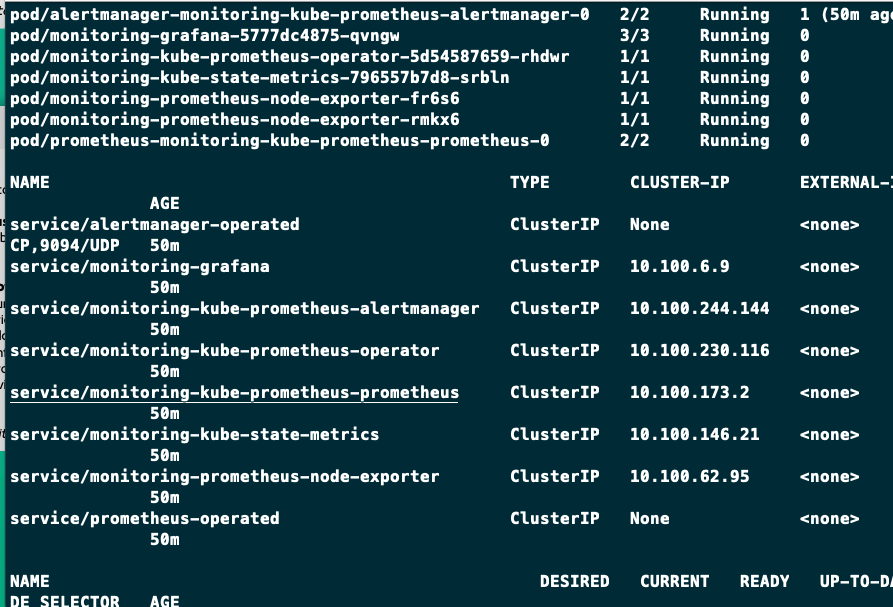 pod/alertmanager-monitoring-kube-prometheus-alertmanager-0 2/2 Running 1 (50m ago
pod/monitoring-grafana-5777dc4875-qvngw 3/3 Running 0
pod/monitoring-kube-prometheus-operator-5d54587659-rhdwr 1/1 Running 0
pod/monitoring-kube-state-metrics-796557b7d8-srbln 1/1 Running 0
pod/monitoring-prometheus-node-exporter-fr6s6 1/1 Running 0
pod/monitoring-prometheus-node-exporter-rmkx6 1/1 Running 0
pod/prometheus-monitoring-kube-prometheus-prometheus-0 2/2 Running 0
NAME TYPE CLUSTER-IP EXTERNAL-I
AGE
service/alertmanager-operated ClusterIP None <none>
CP,9094/UDP 50m
service/monitoring-grafana ClusterIP 10.100.6.9 <none>
50m
service/monitoring-kube-prometheus-alertmanager ClusterIP 10.100.244.144 <none>
50m
service/monitoring-kube-prometheus-operator ClusterIP 10.100.230.116 <none>
50m
service/monitoring-kube-prometheus-prometheus ClusterIP 10.100.173.2 <none>
50m
service/monitoring-kube-state-metrics ClusterIP 10.100.146.21 <none>
50m
service/monitoring-prometheus-node-exporter ClusterIP 10.100.62.95 <none>
50m
service/prometheus-operated ClusterIP None <none>
50m
NAME DESIRED CURRENT READY UP-TO-DA
DE SELECTOR AGE